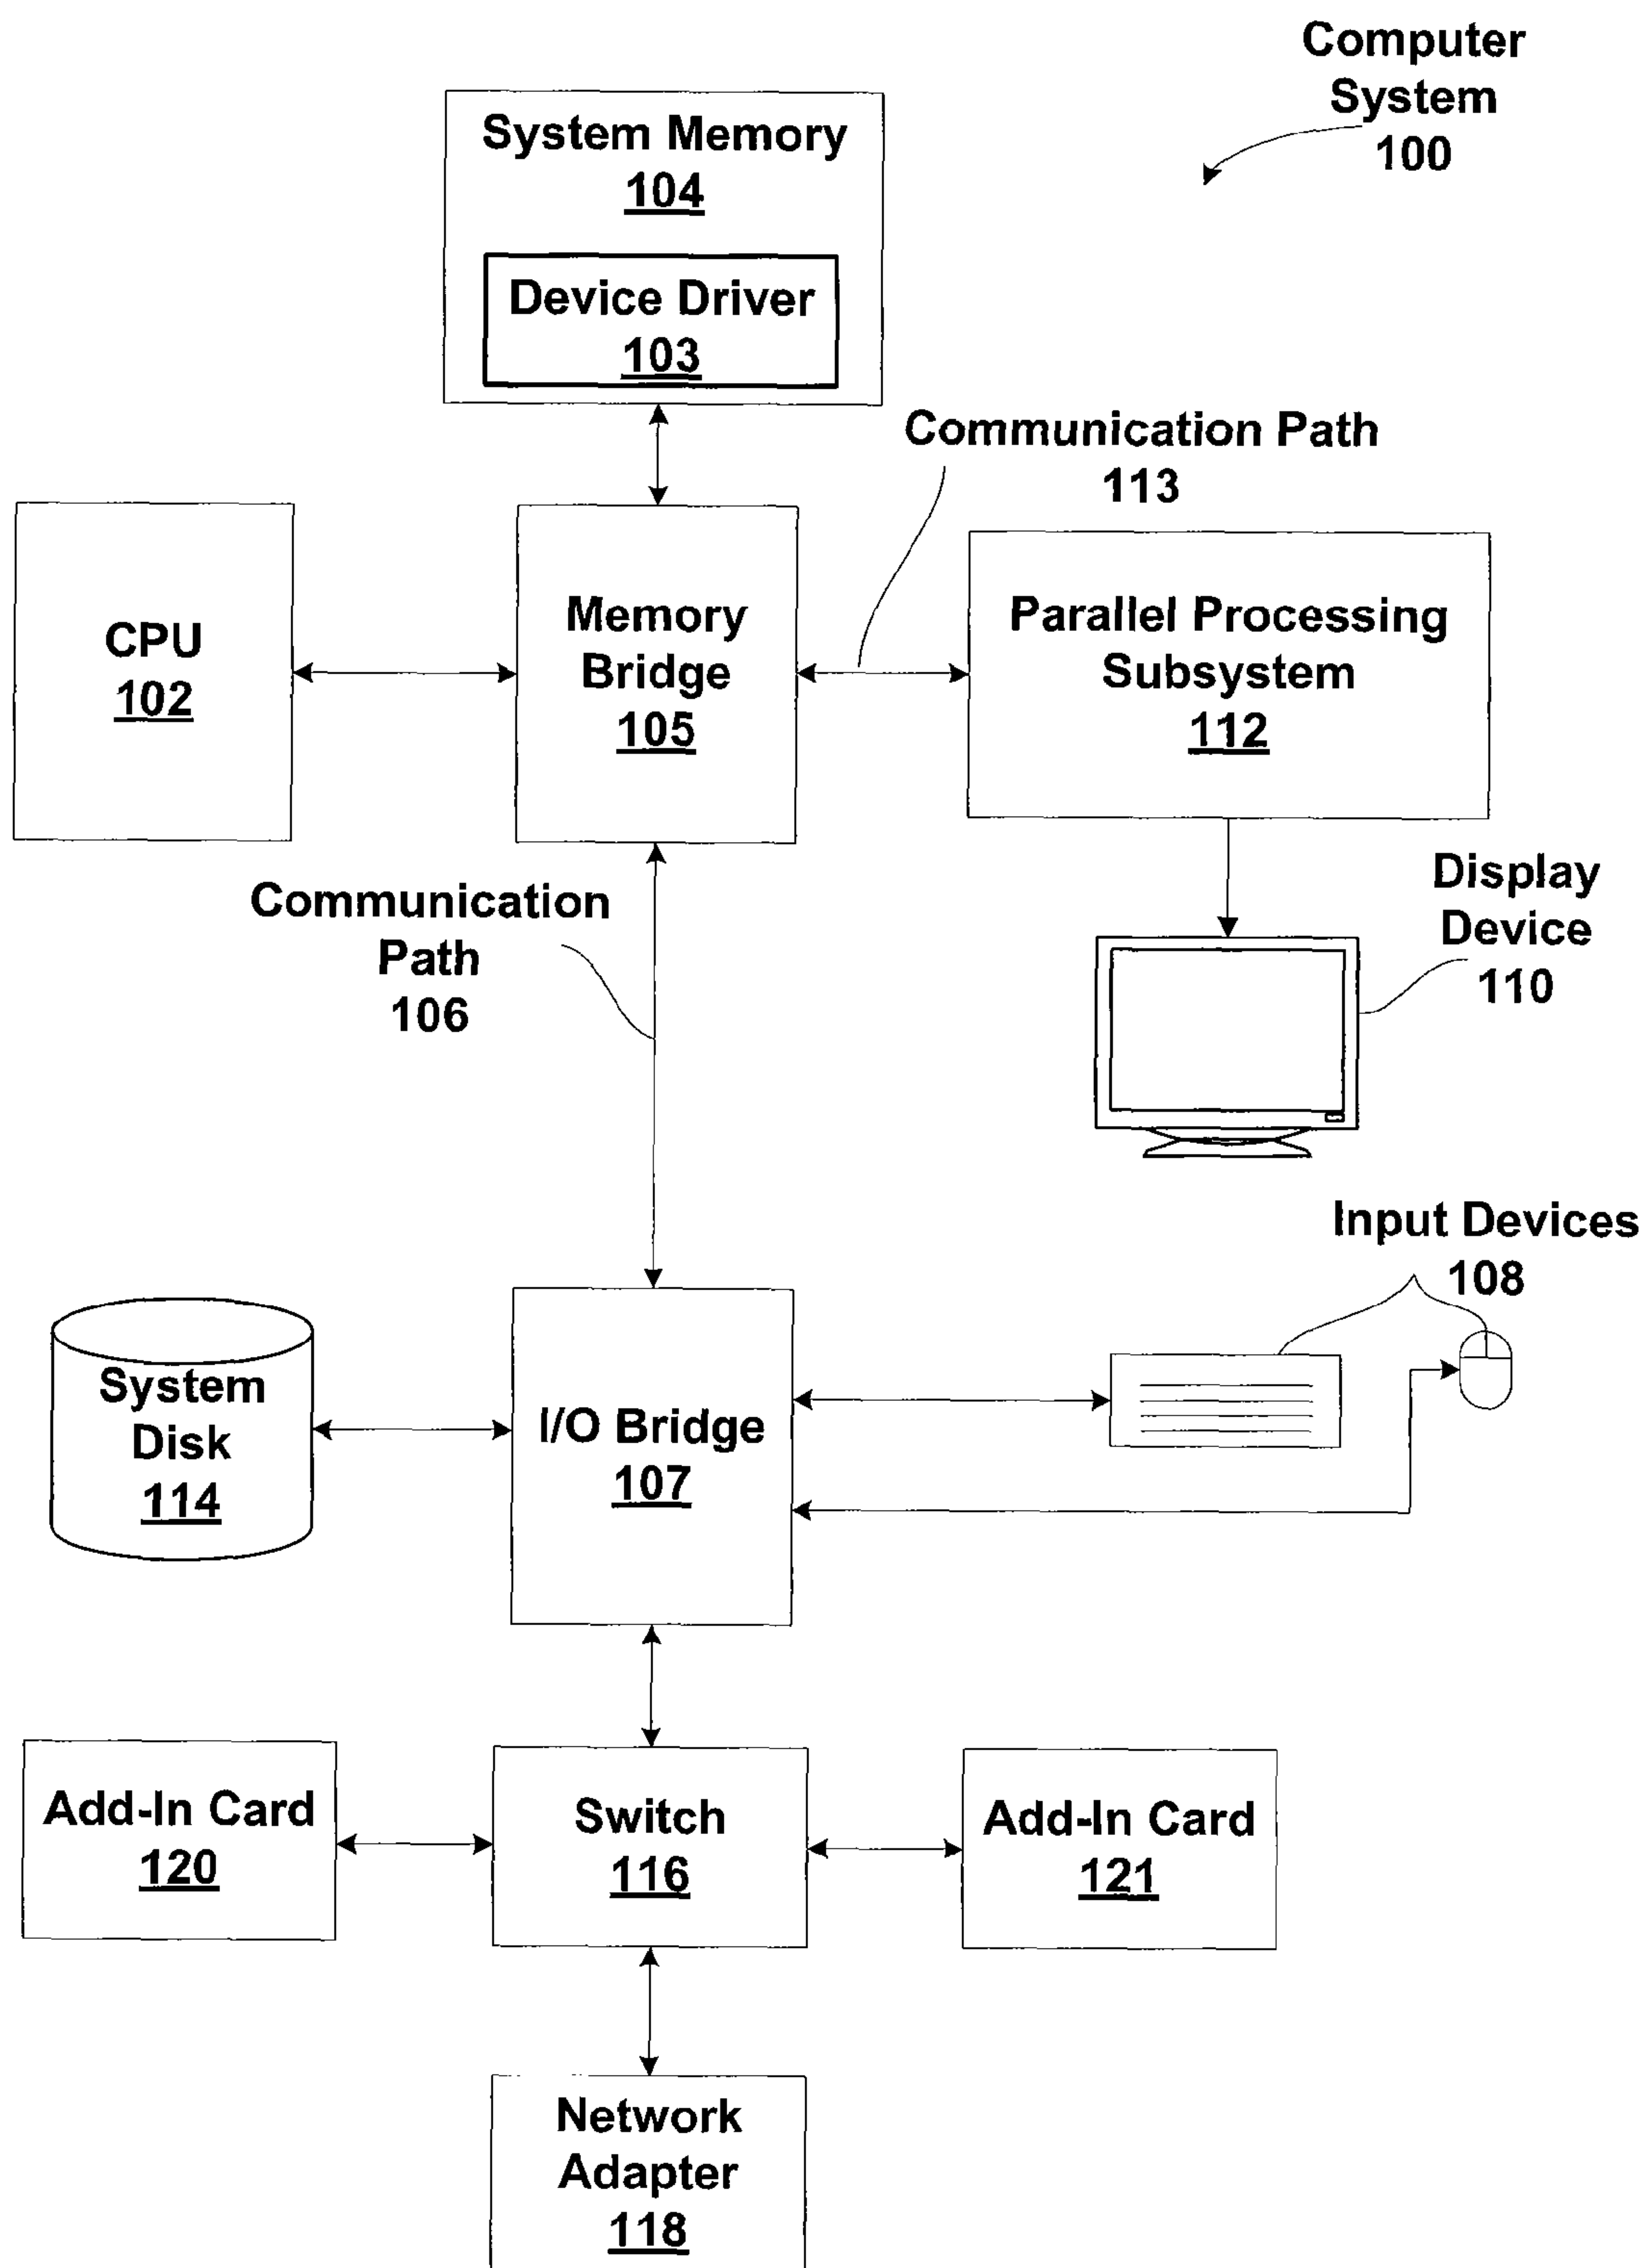 Computer
System
100
System Memory
104
Device Driver
103
Communication Path
113
CPU
102
Memory
Bridge
105
Parallel Processing
Subsystem
112
Communication
Path
106
Display
Device
110
Input Devices
108
System
Disk
114
I/O Bridge
107
Add-In Card
120
Switch
116
Add-In Card
121
Network
Adapter
118